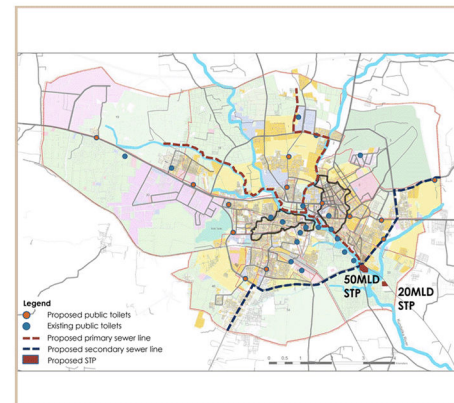 50MLD
STP
20MLD
STP
Legend
Proposed public toilets
Existing public toilets
Proposed primary sewer line
Proposed secondary sewer line
Proposed STP